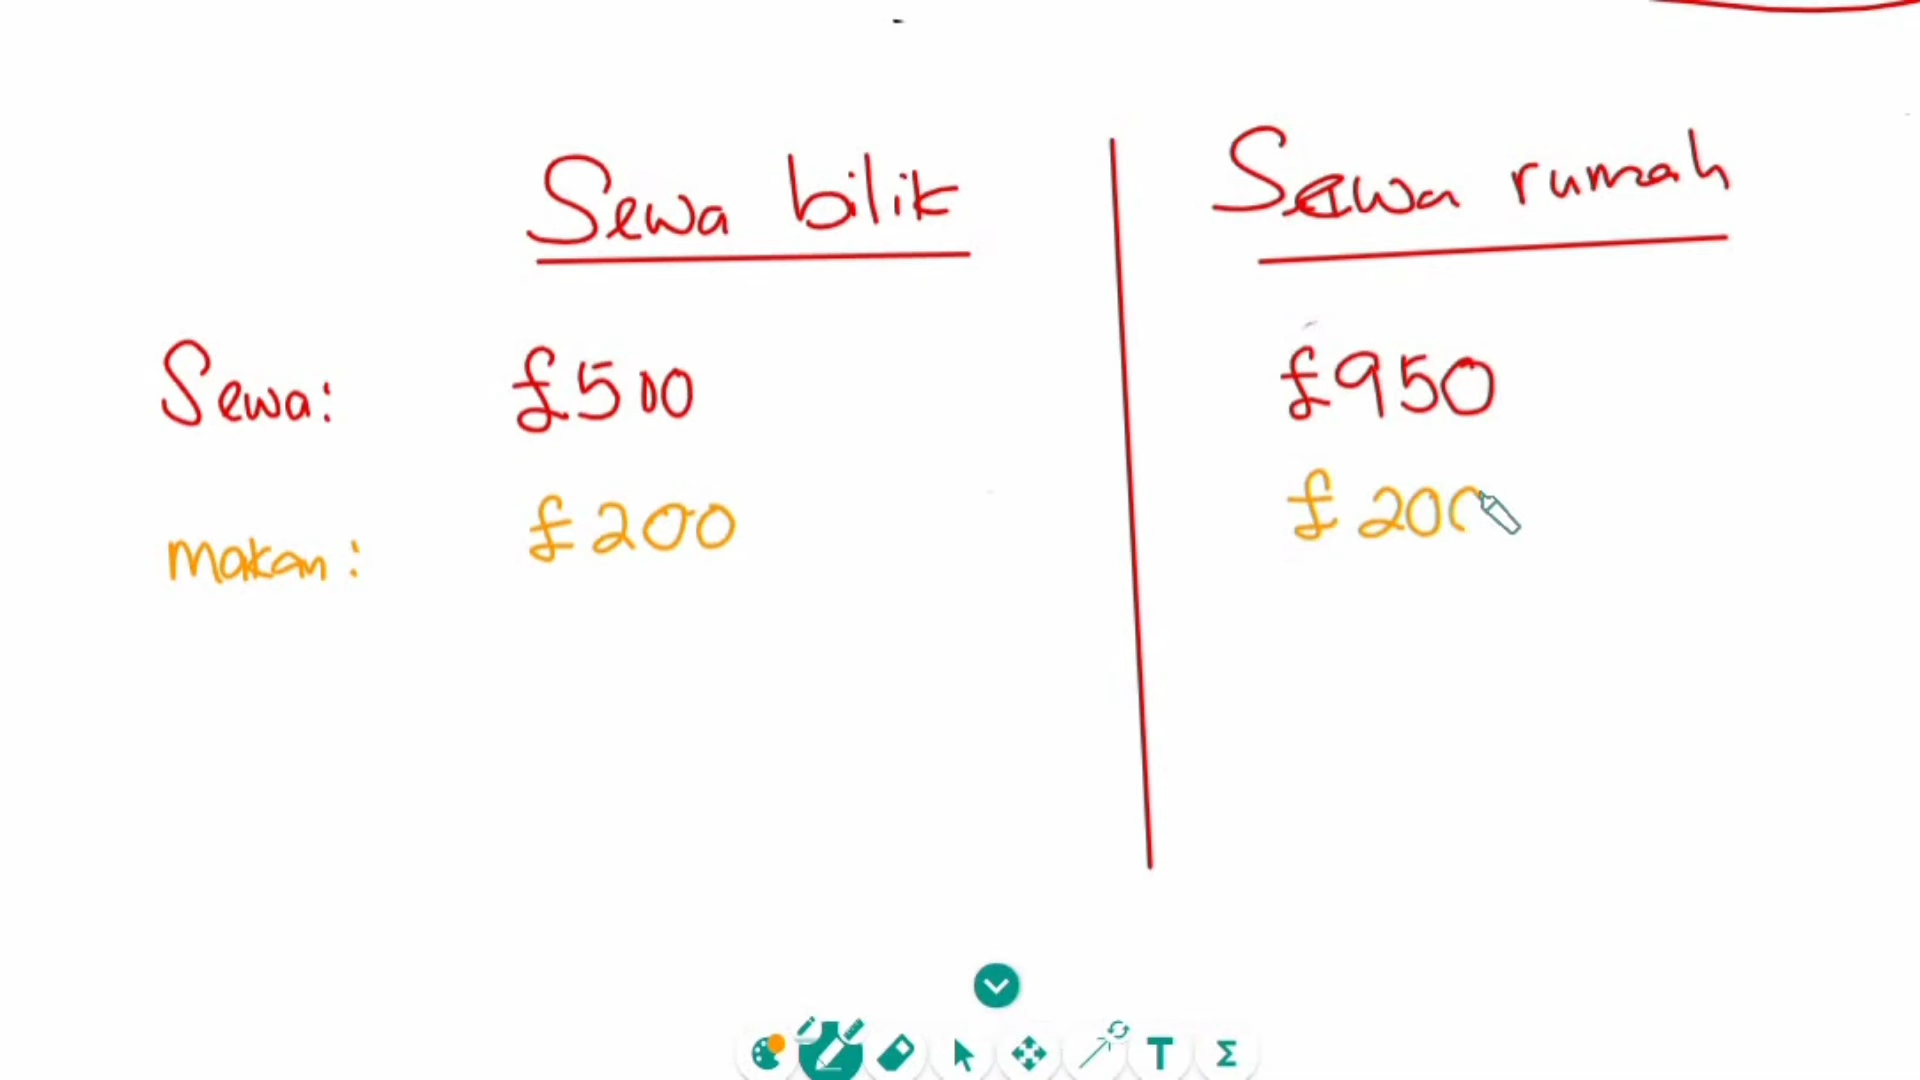 Sewa bilik
Sewa rumah
Sewa: £500 £950
makan: £200 £200
T
Σ